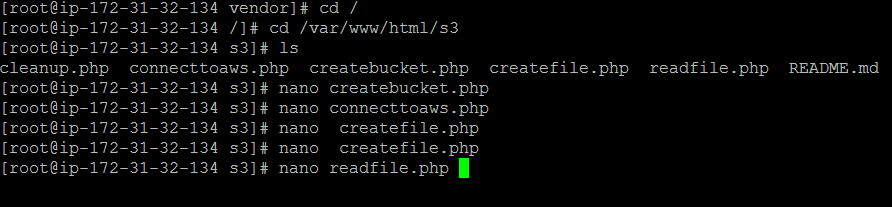 [root@ip-172-31-32-134 vendor]# cd /
[root@ip-172-31-32-134 /]# cd /var/www/html/s3
[root@ip-172-31-32-134 s3]# ls
cleanup.php  connecttoaws.php  createbucket.php  createfile.php  readfile.php  README.md
[root@ip-172-31-32-134 s3]# nano createbucket.php
[root@ip-172-31-32-134 s3]# nano connecttoaws.php
[root@ip-172-31-32-134 s3]# nano  createfile.php
[root@ip-172-31-32-134 s3]# nano  createfile.php
[root@ip-172-31-32-134 s3]# nano readfile.php